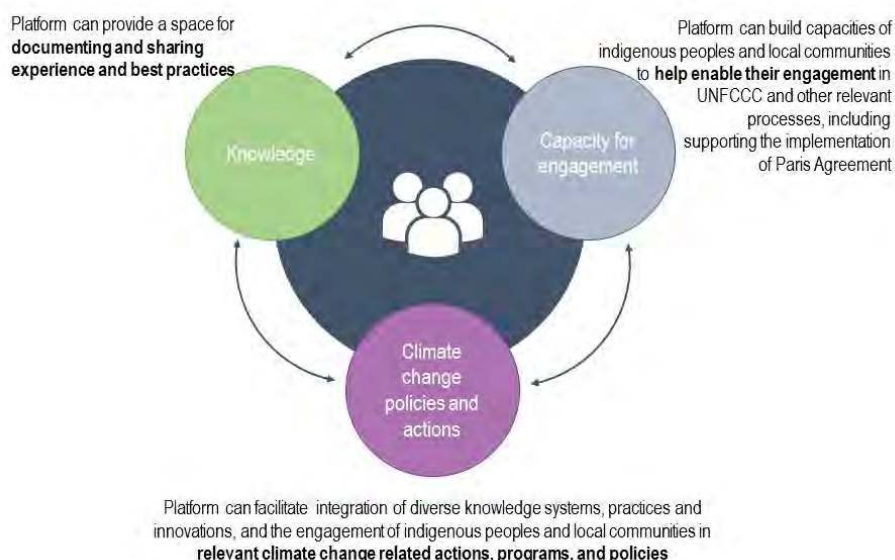 Platform can provide a space for
documenting and sharing
experience and best practices
Platform can build capacities of
indigenous peoples and local communities
to help enable their engagement in
UNFCCC and other relevant
processes, including
supporting the implementation
of Paris Agreement
Knowledge
Capacity for
engagement
Climate
change
policies and
actions
Platform can facilitate integration of diverse knowledge systems, practices and
innovations, and the engagement of indigenous peoples and local communities in
relevant climate change related actions, programs, and policies